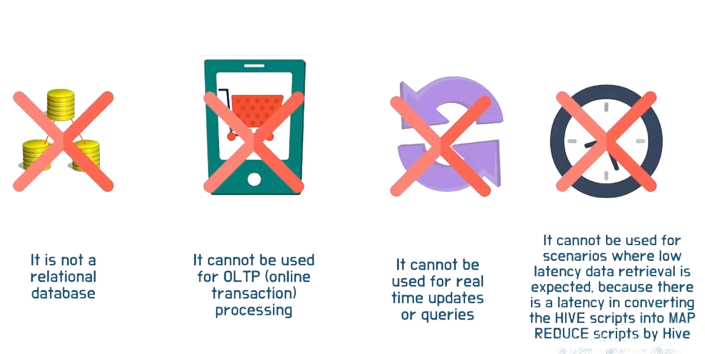 It is not a
relational
database
It cannot be used
for OLTP (online
transaction)
processing
It cannot be
used for real
time updates
or queries
It cannot be used for
scenarios where low
latency data retrieval is
expected, because there
is a latency in converting
the HIVE scripts into MAP
REDUCE scripts by Hive